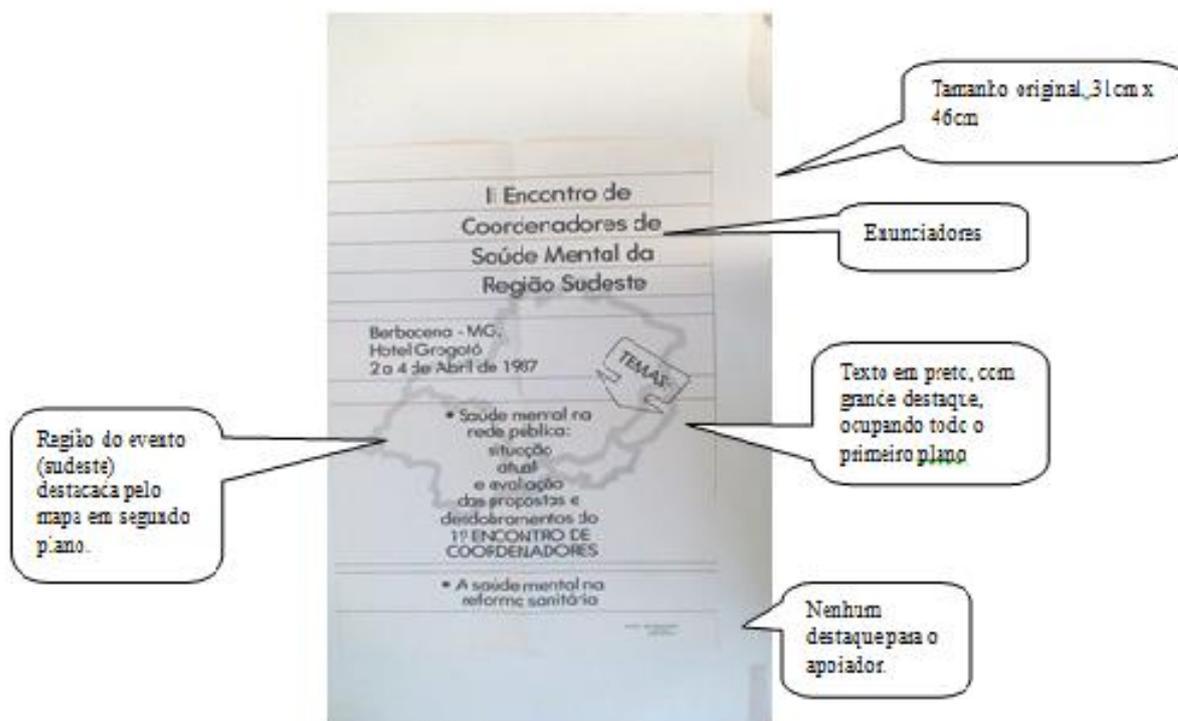 II Encontro de
Coordenadores de
Saúde Mental da
Região Sudeste
Barbacena - MG.
Hotel Grogotó
2 a 4 de Abril de 1987
TEMAS:
• Saúde mental na
rede pública:
situação
atual
e avaliação
das propostas e
desdobramentos do
1º ENCONTRO DE
COORDENADORES
• A saúde mental na
reforma sanitária
Tamanho original, 31cm x
46cm
Enunciadores
Texto em preto, com
grande destaque,
ocupando todo o
primeiro plano
Região do evento
(sudeste)
destacada pelo
mapa em segundo
plano.
Nenhum
destaque para o
apoiador.